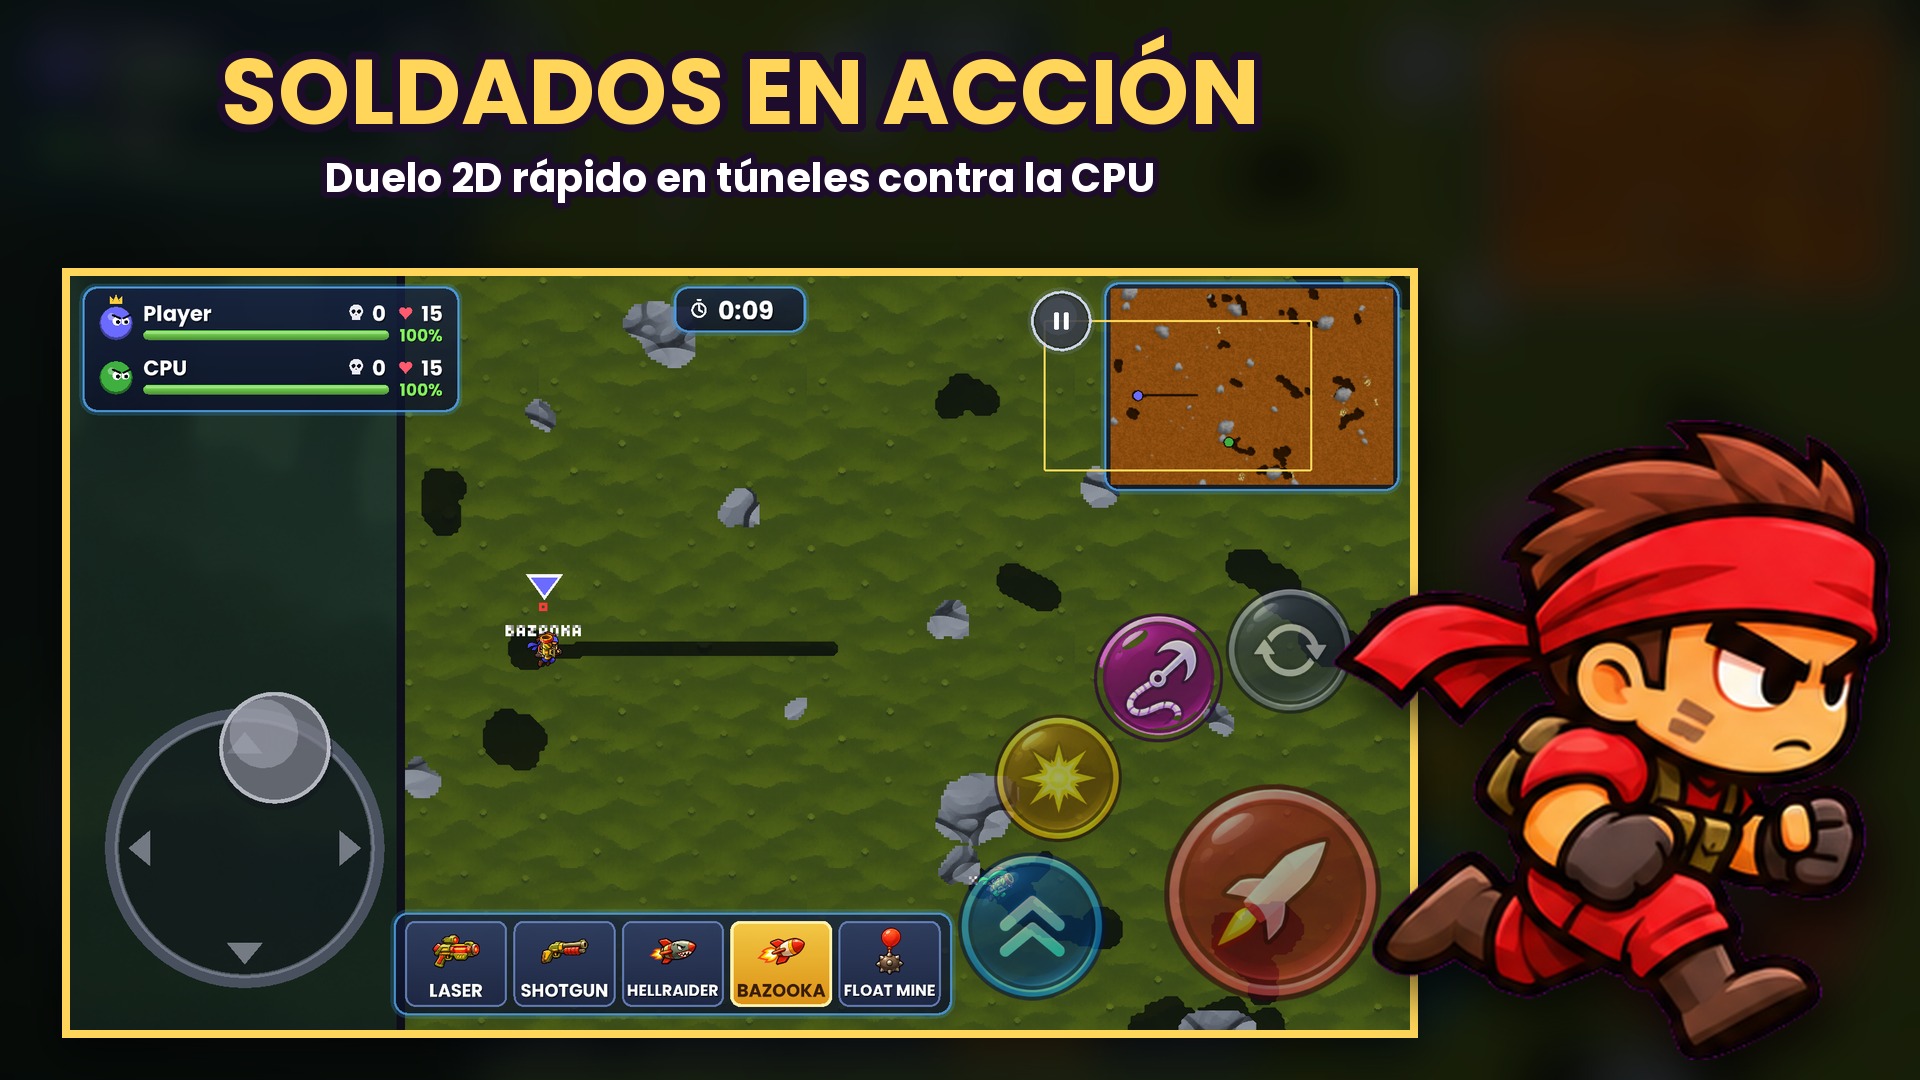 SOLDADOS EN ACCIÓN
Duelo 2D rápido en túneles contra la CPU
Player 0 15
100%
CPU 0 15
100%
0:09
BAZOOKA
LASER
SHOTGUN
HELLRAIDER
BAZOOKA
FLOAT MINE